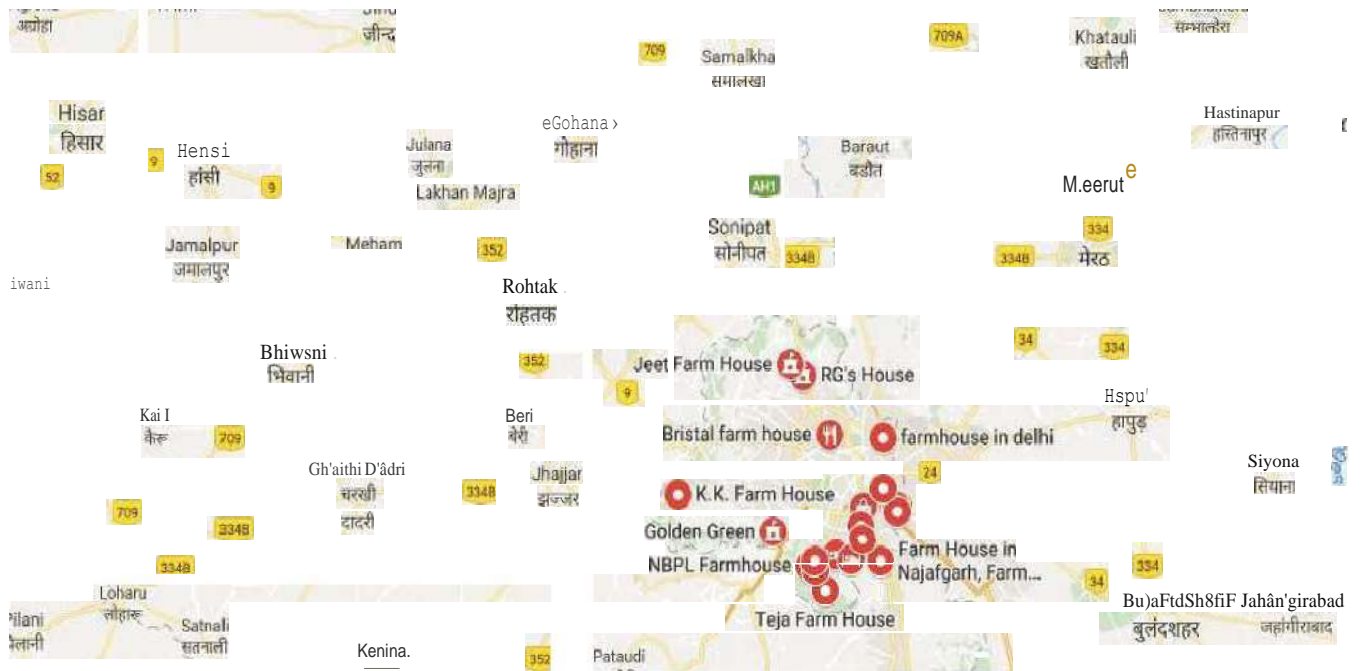 अग्रोहा
जीन्द
709
Samalkha
समालखा
709A
Khatauli
खतौली
सम्भालहेरा
Hisar
हिसार
52
9
Hensi
हांसी
9
Julana
जुलना
Lakhan Majra
eGohana ›
गोहाना
Baraut
बडौत
AH1
Hastinapur
हस्तिनापुर
M.eerut e
334
मेरठ
334B
Jamalpur
जमालपुर
Meham
352
Sonipat
सोनीपत
334B
iwani
Rohtak .
रोहतक
Bhiwsni .
भिवानी
352
9
Jeet Farm House
RG's House
34
334
Kai I
कैरू
709
Beri
बेरी
Bristal farm house
farmhouse in delhi
Hspu'
हापुड़
Gh'aithi D'âdri
चरखी
दादरी
334B
Jhajjar
झज्जर
K.K. Farm House
24
Siyona
सियाना
709
334B
Golden Green
NBPL Farmhouse
Farm House in
Najafgarh, Farm...
334B
34
334
Loharu
लोहारू
Teja Farm House
Bu)aFtdSh8fiF Jahân'girabad
बुलंदशहर
जहांगीराबाद
Satnali
सतनाली
Kenina.
352
Pataudi